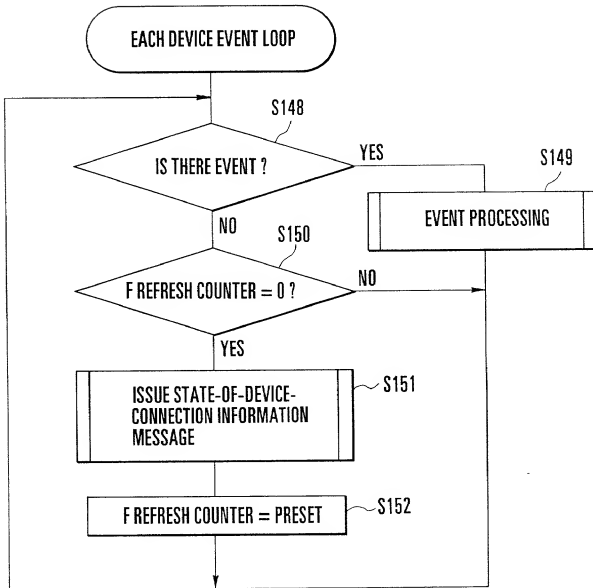 EACH DEVICE EVENT LOOP
S148
IS THERE EVENT ?
YES
S149
EVENT PROCESSING
NO
S150
F REFRESH COUNTER = 0 ?
NO
YES
ISSUE STATE-OF-DEVICE-
CONNECTION INFORMATION
MESSAGE
S151
F REFRESH COUNTER = PRESET
S152